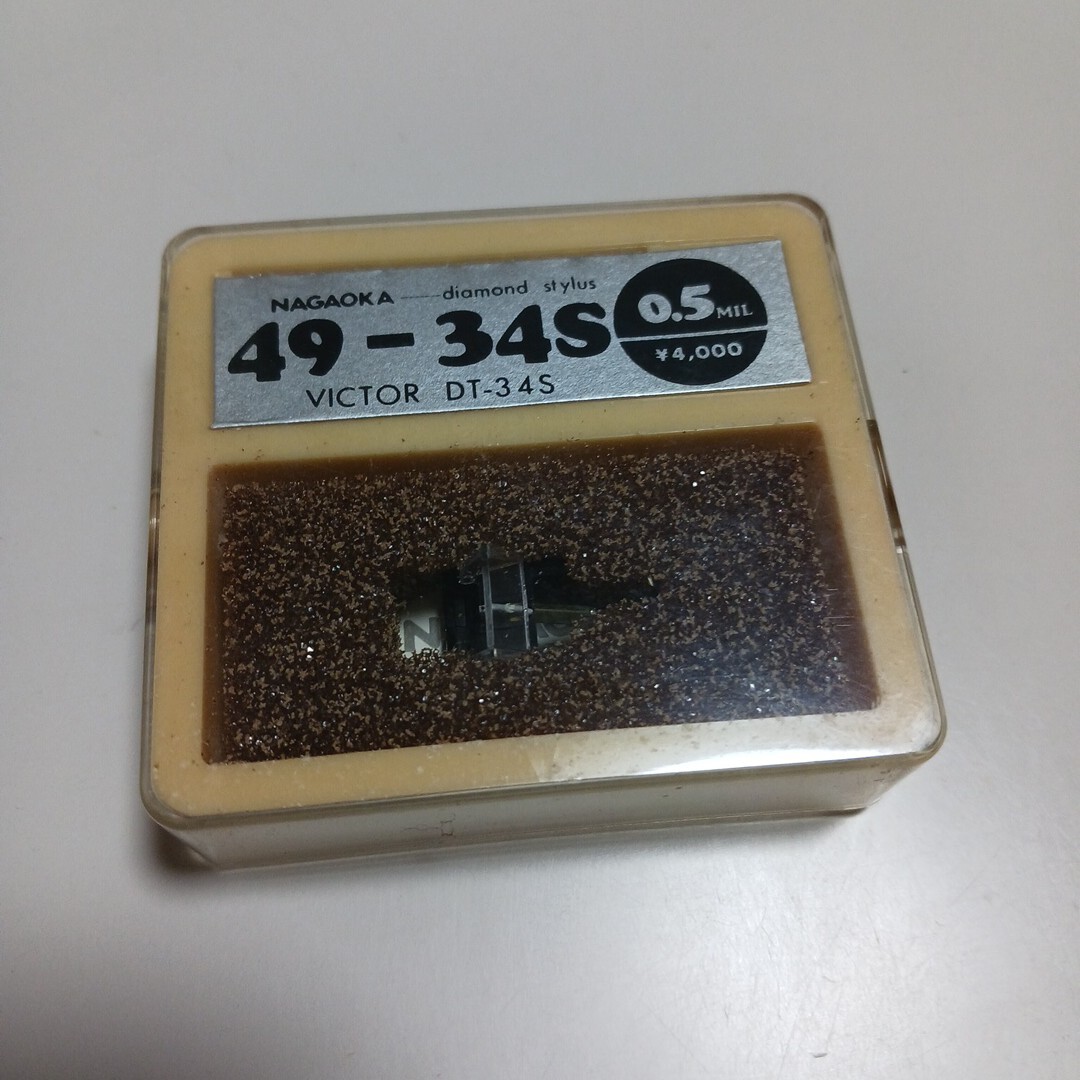 NAGAOKA — diamond stylus
49-34S
VICTOR DT-34S
0.5 MIL
¥4,000
N